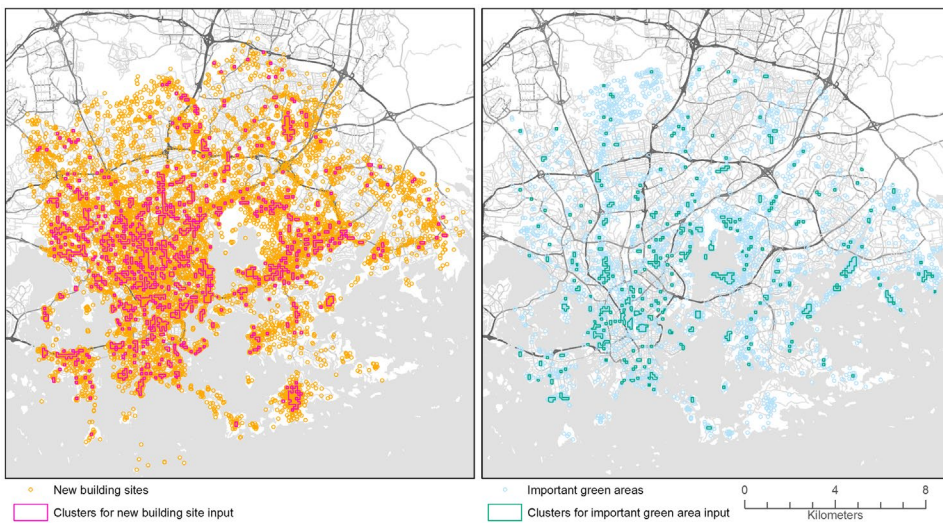 New building sites
Clusters for new building site input
Important green areas
Clusters for important green area input
0 4 8
Kilometers